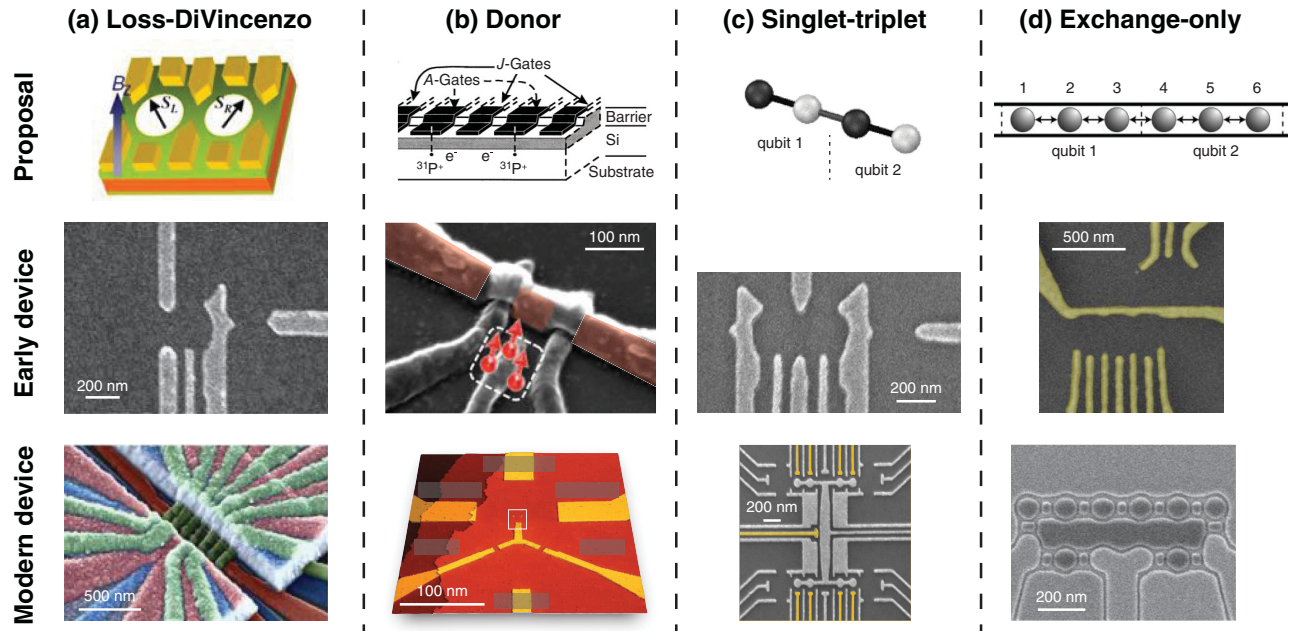 (a) Loss-DiVincenzo
(b) Donor
(c) Singlet-triplet
(d) Exchange-only
Proposal
B_Z
S_L
S_R
J-Gates
A-Gates
Barrier
Si
Substrate
e⁻ e⁻
³¹P⁺ ³¹P⁺
qubit 1
qubit 2
1 2 3 4 5 6
qubit 1 qubit 2
Early device
200 nm
100 nm
200 nm
500 nm
Modern device
500 nm
100 nm
200 nm
200 nm